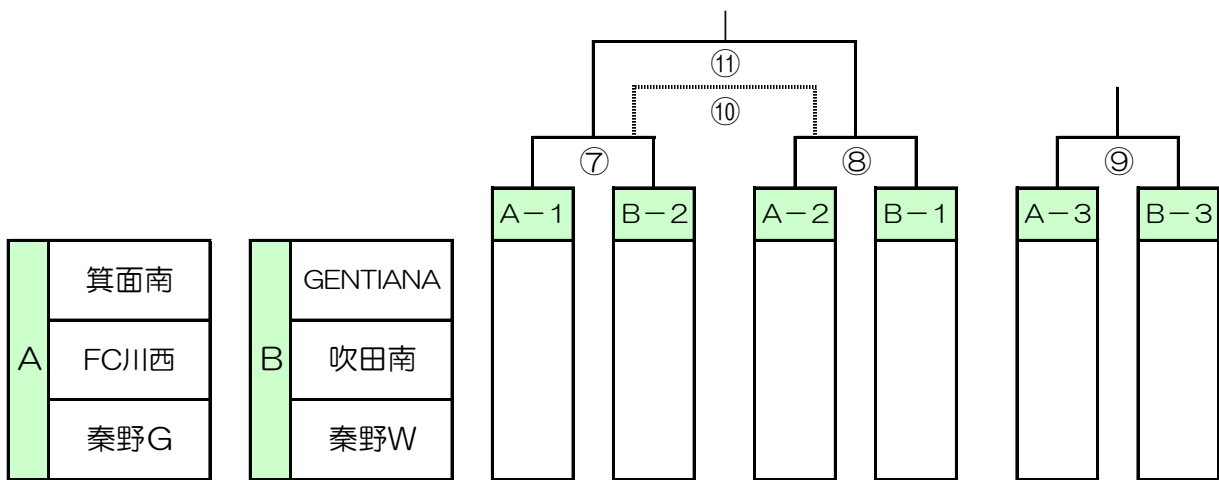 ⑪
⑩
⑦ ⑧ ⑨
A－1 B－2 A－2 B－1 A－3 B－3
A 箕面南 B GENTIANA
FC川西 吹田南
秦野G 秦野W